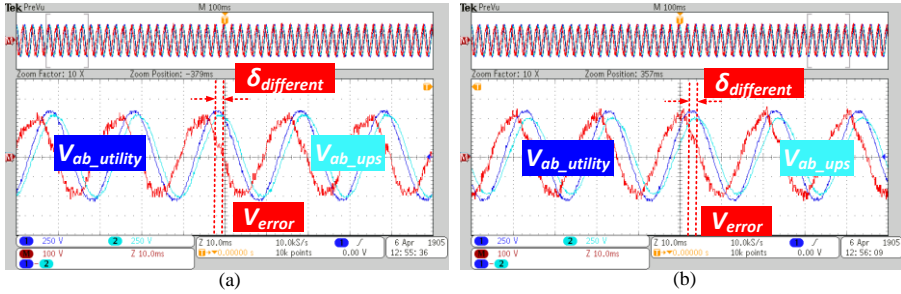 Tek PreVu
M 100ms
Zoom Factor: 10 X
Zoom Position: -379ms
δdifferent
Vab_utility
Vab_ups
Verror
1 250 V
2 250 V
Z 10.0ms
10.0kS/s
1
M 100 V
Z 10.0ms
T→▼0.00000 s
10k points
0.00 V
1-2
6 Apr 1905
12:55:36
(a)
Tek PreVu
M 100ms
Zoom Factor: 10 X
Zoom Position: 357ms
δdifferent
Vab_utility
Vab_ups
Verror
1 250 V
2 250 V
Z 10.0ms
10.0kS/s
1
M 100 V
Z 10.0ms
T→▼0.00000 s
10k points
0.00 V
1-2
6 Apr 1905
12:56:09
(b)